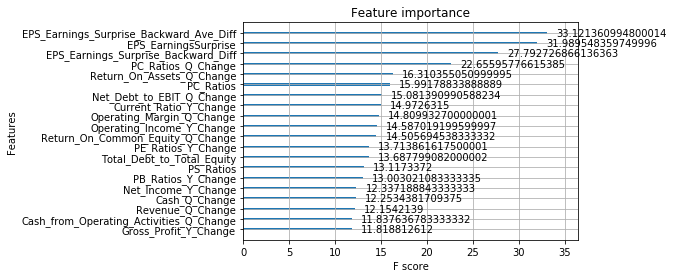 Feature importance
EPS_Earnings_Surprise_Backward_Ave_Diff 33.121360994800014
EPS_EarningsSurprise 31.989548359749996
EPS_Earnings_Surprise_Backward_Diff 27.792726866136363
PC_Ratios_Q_Change 22.65595776615385
Return_On_Assets_Q_Change 16.310355050999995
PC_Ratios 15.99178833888889
Net_Debt_to_EBIT_Q_Change 15.081390990588234
Current_Ratio_Y_Change 14.9726315
Operating_Margin_Q_Change 14.809932700000001
Operating_Income_Y_Change 14.587019199599997
Return_On_Common_Equity_Q_Change 14.505694538333332
PE_Ratios_Y_Change 13.713861617500001
Total_Debt_to_Total_Equity 13.687799082000002
PS_Ratios 13.1173372
PB_Ratios_Y_Change 13.003021083333335
Net_Income_Y_Change 12.337188843333333
Cash_Q_Change 12.2534381709375
Revenue_Q_Change 12.1542139
Cash_from_Operating_Activities_Q_Change 11.837636783333332
Gross_Profit_Y_Change 11.818812612
0 5 10 15 20 25 30 35
F score
Features